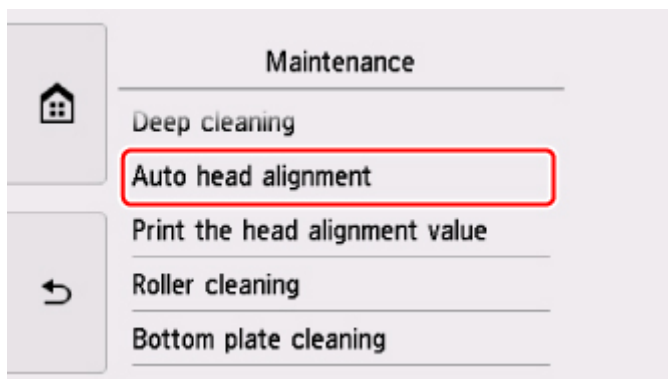 Maintenance
Deep cleaning
Auto head alignment
Print the head alignment value
Roller cleaning
Bottom plate cleaning